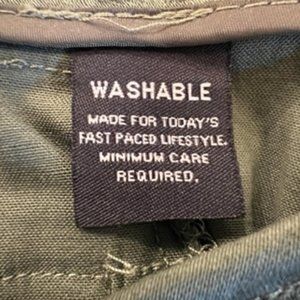 WASHABLE
MADE FOR TODAY'S
FAST PACED LIFESTYLE.
MINIMUM CARE
REQUIRED.